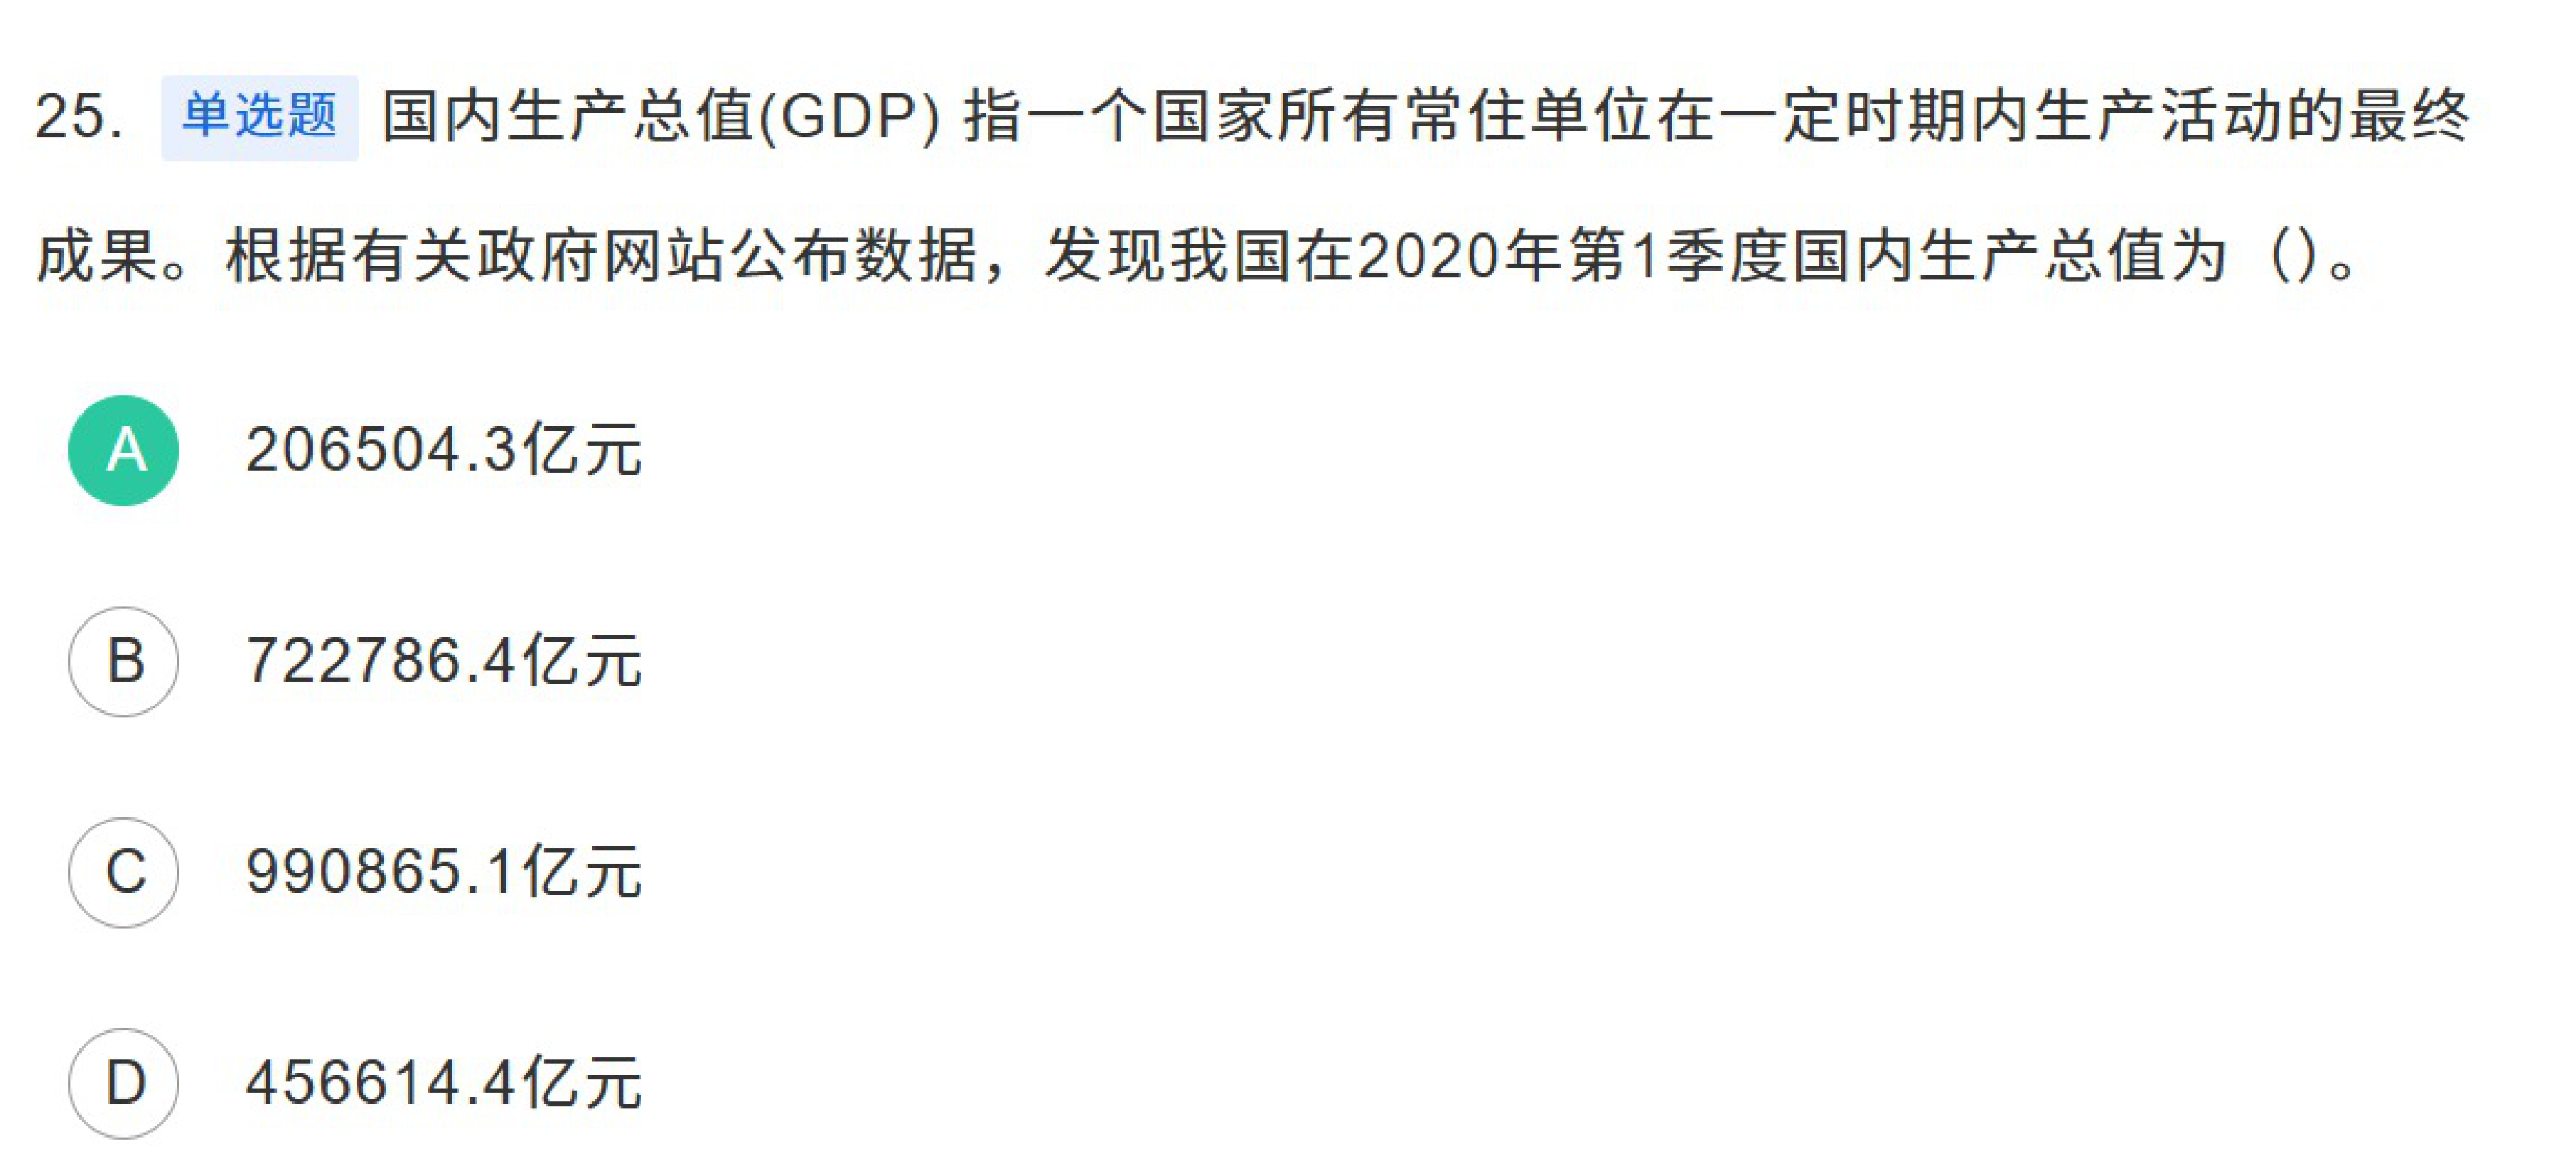 25. 单选题 国内生产总值(GDP) 指一个国家所有常住单位在一定时期内生产活动的最终
成果。根据有关政府网站公布数据，发现我国在2020年第1季度国内生产总值为（）。
A 206504.3亿元
B 722786.4亿元
C 990865.1亿元
D 456614.4亿元